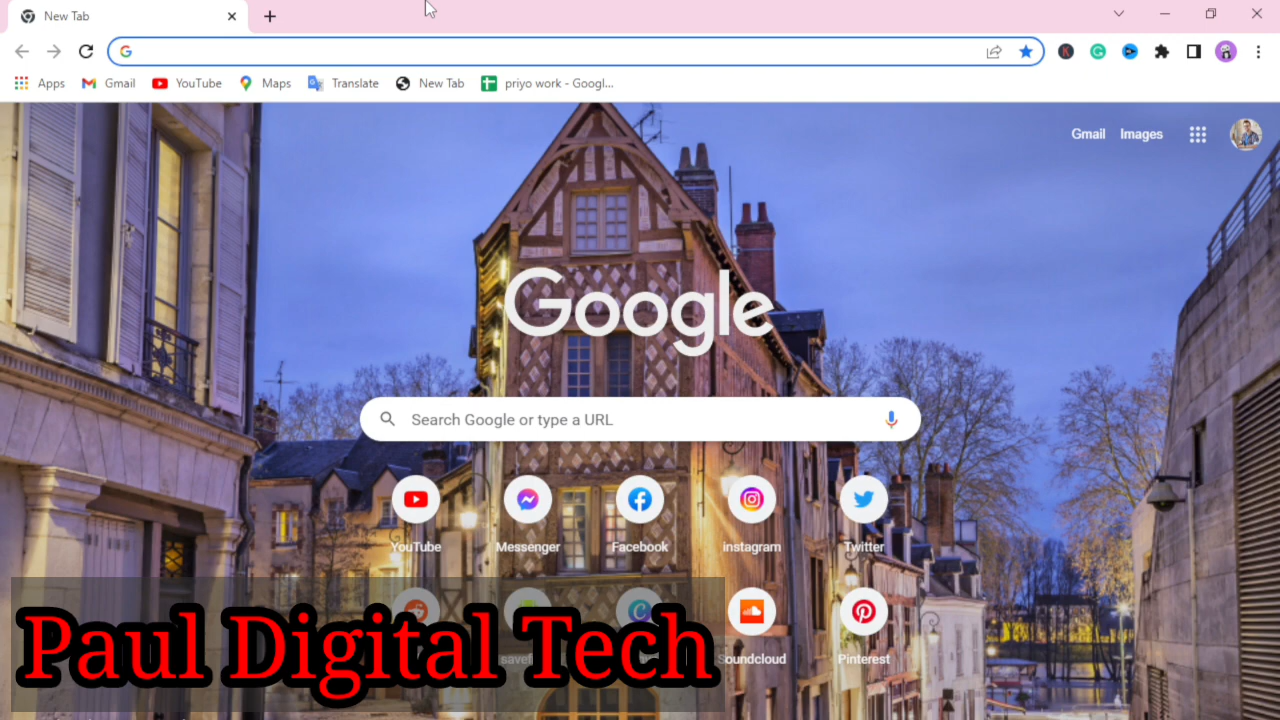 New Tab
Apps Gmail YouTube Maps Translate New Tab priyo work - Googl...
Gmail Images
Google
Search Google or type a URL
YouTube Messenger Facebook instagram Twitter
Soundcloud Pinterest
Paul Digital Tech